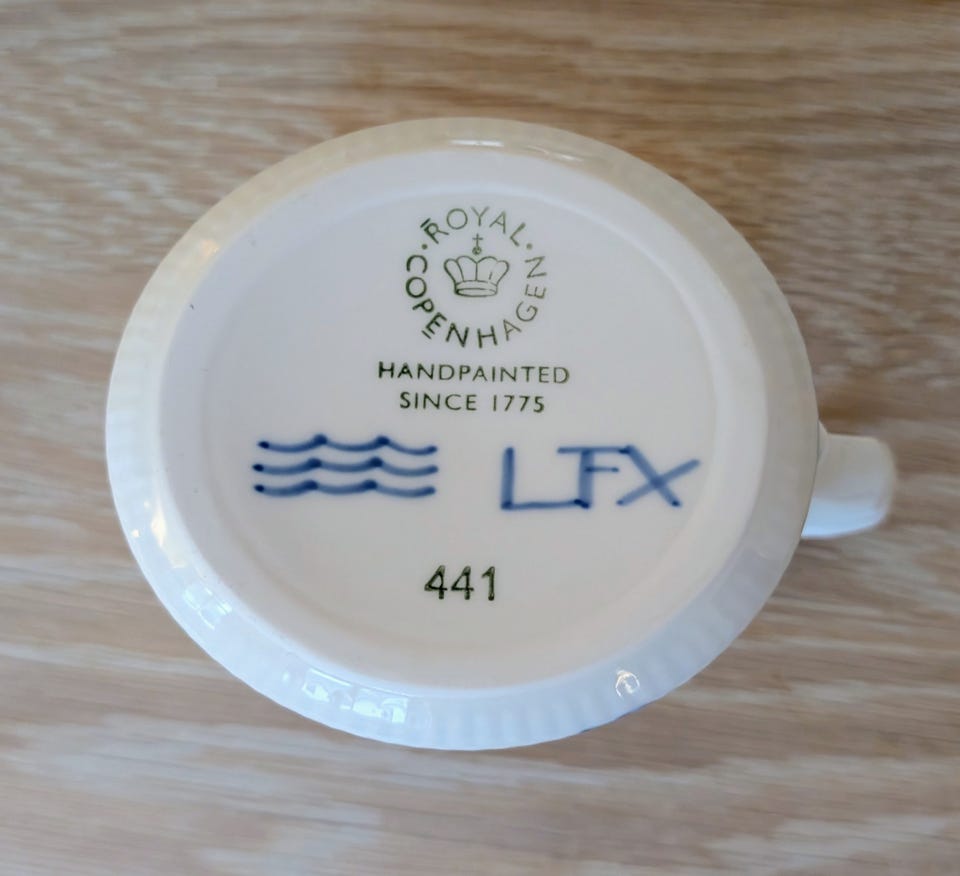 ROYAL COPENHAGEN
HANDPAINTED
SINCE 1775
LFX
441